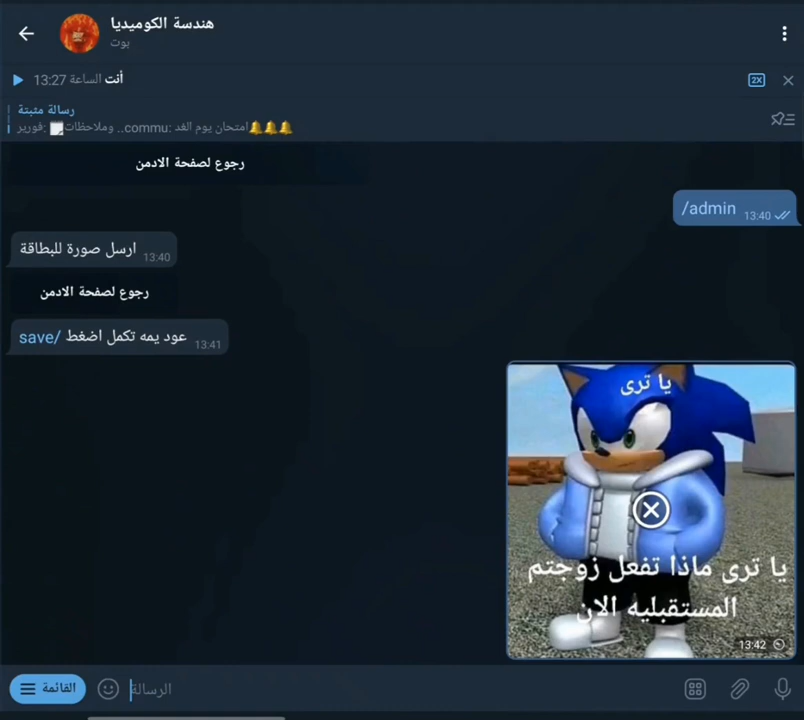 هندسة الكوميديا
بوت
أنت الساعة 13:27
2X
رسالة مثبتة
🔔🔔🔔امتحان يوم الغد :commu.. وملاحظات🗒️ :فورير
رجوع لصفحة الادمن
/admin
13:40
ارسل صورة للبطاقة
13:40
رجوع لصفحة الادمن
عود يمه تكمل اضغط /save
13:41
يا ترى
يا ترى ماذا تفعل زوجتم
المستقبليه الان
13:42
القائمة
الرسالة